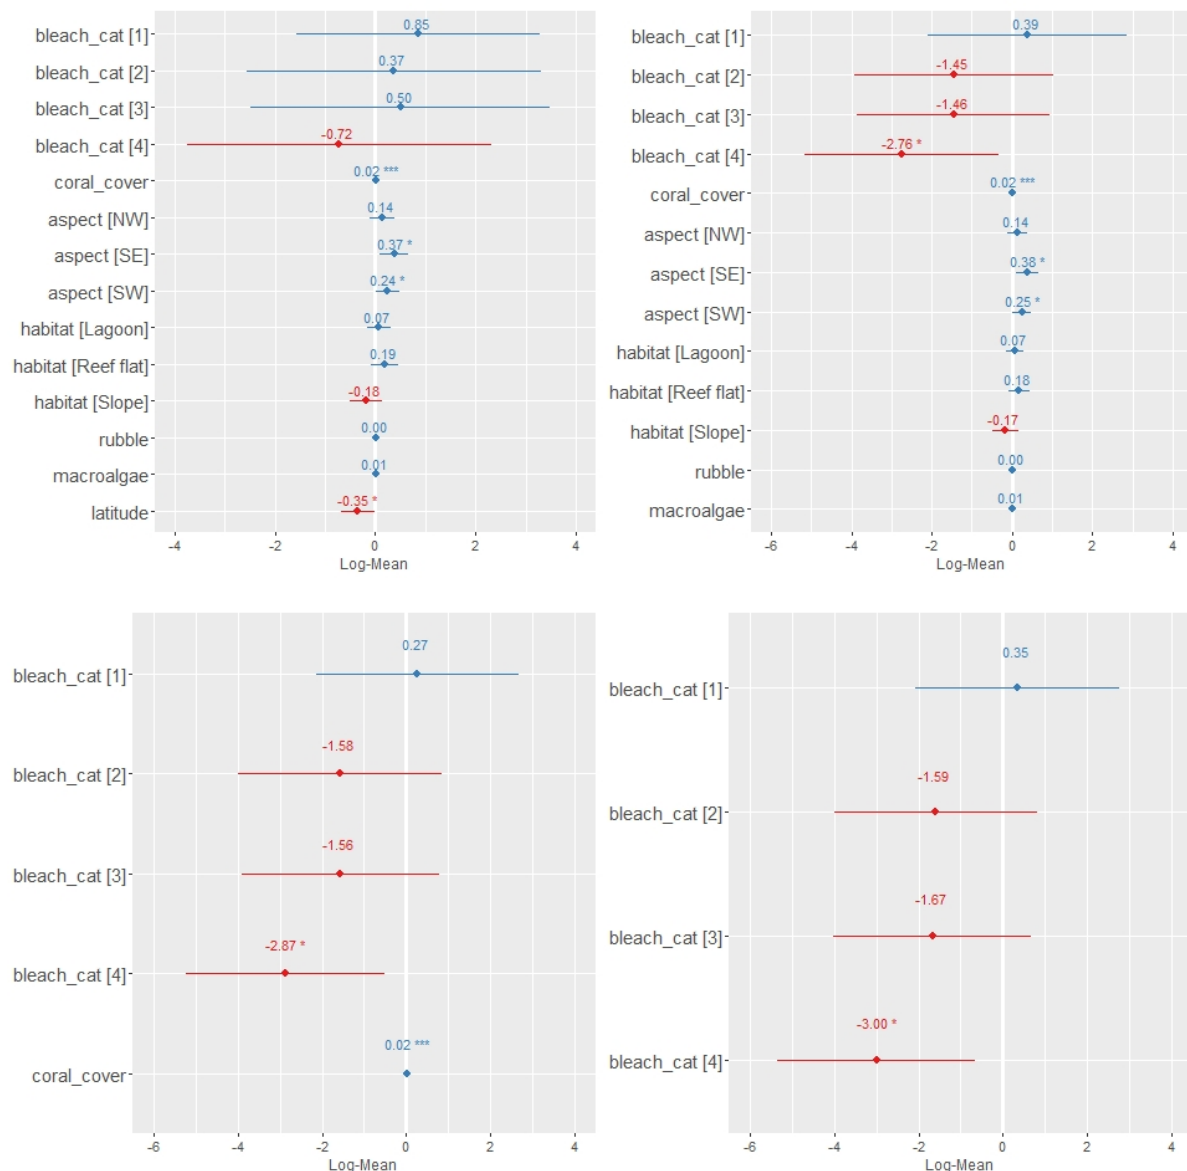 bleach_cat [1]
0.85
bleach_cat [2]
0.37
bleach_cat [3]
0.50
bleach_cat [4]
-0.72
coral_cover
0.02 ***
aspect [NW]
0.14
aspect [SE]
0.37 *
aspect [SW]
0.24 *
habitat [Lagoon]
0.07
habitat [Reef flat]
0.19
habitat [Slope]
-0.18
rubble
0.00
macroalgae
0.01
latitude
-0.35 *
-4 -2 0 2 4
Log-Mean
bleach_cat [1]
0.39
bleach_cat [2]
-1.45
bleach_cat [3]
-1.46
bleach_cat [4]
-2.76 *
coral_cover
0.02 ***
aspect [NW]
0.14
aspect [SE]
0.38 *
aspect [SW]
0.25 *
habitat [Lagoon]
0.07
habitat [Reef flat]
0.18
habitat [Slope]
-0.17
rubble
0.00
macroalgae
0.01
-6 -4 -2 0 2 4
Log-Mean
bleach_cat [1]
0.27
bleach_cat [2]
-1.58
bleach_cat [3]
-1.56
bleach_cat [4]
-2.87 *
coral_cover
0.02 ***
-6 -4 -2 0 2 4
Log-Mean
bleach_cat [1]
0.35
bleach_cat [2]
-1.59
bleach_cat [3]
-1.67
bleach_cat [4]
-3.00 *
-6 -4 -2 0 2 4
Log-Mean